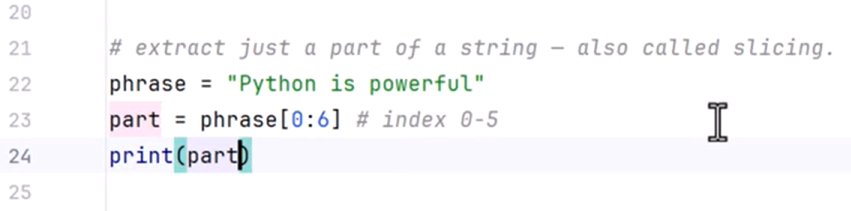 20
21 # extract just a part of a string – also called slicing.
22 phrase = "Python is powerful"
23 part = phrase[0:6] # index 0-5
24 print(part)
25